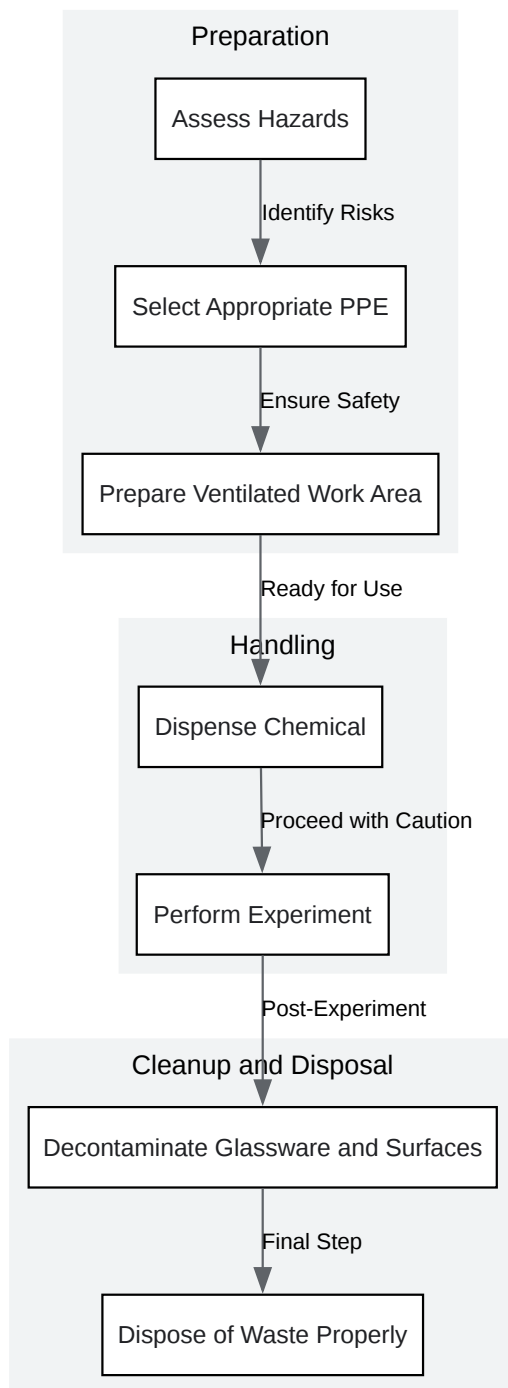 Preparation
Assess Hazards
Identify Risks
Select Appropriate PPE
Ensure Safety
Prepare Ventilated Work Area
Ready for Use
Handling
Dispense Chemical
Proceed with Caution
Perform Experiment
Post-Experiment
Cleanup and Disposal
Decontaminate Glassware and Surfaces
Final Step
Dispose of Waste Properly